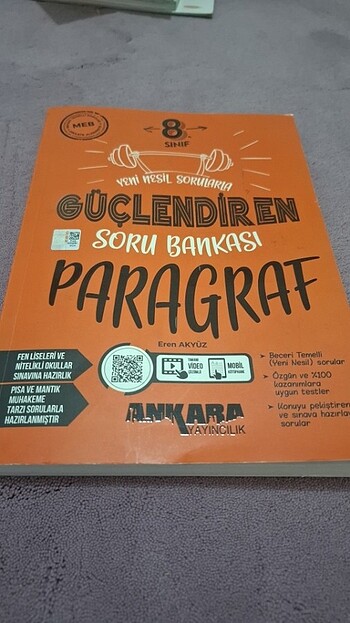 MEB
8.
SINIF
YENİ NESİL SORULARLA
GÜÇLENDİREN
SORU BANKASI
PARAGRAF
Eren AKYÜZ
FEN LİSELERİ VE
NİTELİKLİ OKULLAR
SINAVINA HAZIRLIK
PISA VE MANTIK
MUHAKEME
TARZI SORULARLA
HAZIRLANMIŞTIR
TAMAMI
VİDEO
ÇÖZÜMLÜ
MOBİL
Beceri Temelli
(Yeni Nesil) sorular
Özgün ve %100
kazanımlara
uygun testler
Konuyu pekiştiren
ve sınava hazırlayan
sorular
ANKARA
YAYINCILIK